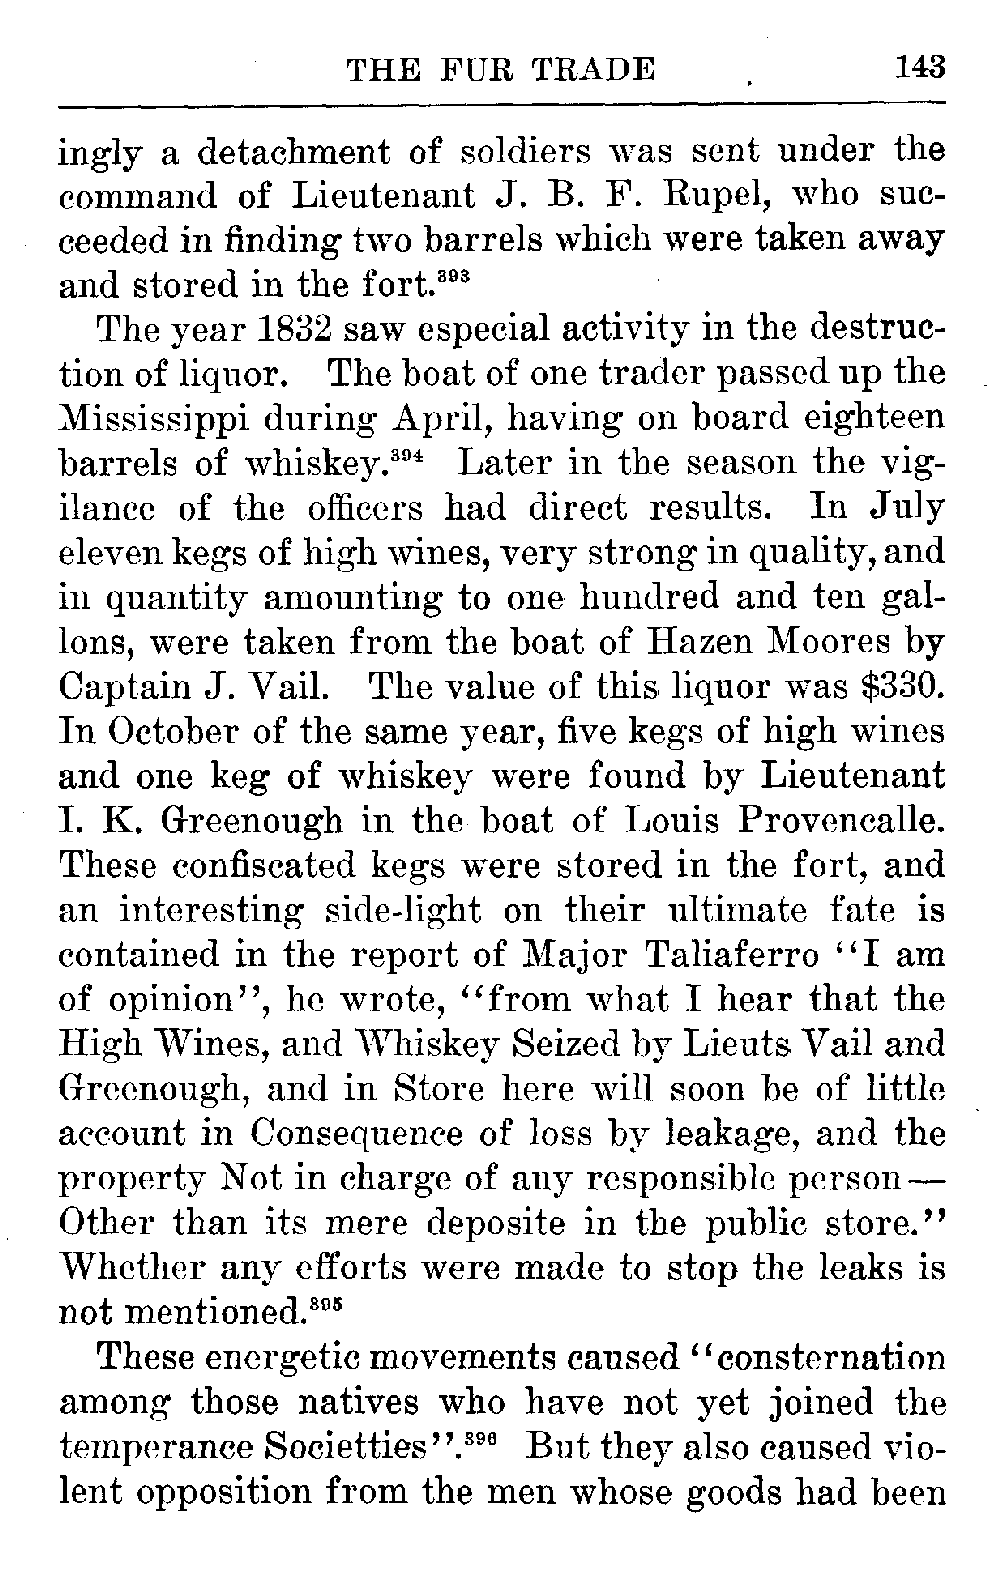 THE FUR TRADE 143
ingly a detachment of soldiers was sent under the
command of Lieutenant J. B. F. Rupel, who suc-
ceeded in finding two barrels which were taken away
and stored in the fort.³⁹³
The year 1832 saw especial activity in the destruc-
tion of liquor. The boat of one trader passed up the
Mississippi during April, having on board eighteen
barrels of whiskey.³⁹⁴ Later in the season the vig-
ilance of the officers had direct results. In July
eleven kegs of high wines, very strong in quality, and
in quantity amounting to one hundred and ten gal-
lons, were taken from the boat of Hazen Moores by
Captain J. Vail. The value of this liquor was $330.
In October of the same year, five kegs of high wines
and one keg of whiskey were found by Lieutenant
I. K. Greenough in the boat of Louis Provencalle.
These confiscated kegs were stored in the fort, and
an interesting side-light on their ultimate fate is
contained in the report of Major Taliaferro "I am
of opinion", he wrote, "from what I hear that the
High Wines, and Whiskey Seized by Lieuts Vail and
Greenough, and in Store here will soon be of little
account in Consequence of loss by leakage, and the
property Not in charge of any responsible person—
Other than its mere deposite in the public store."
Whether any efforts were made to stop the leaks is
not mentioned.³⁹⁵
These energetic movements caused "consternation
among those natives who have not yet joined the
temperance Societties".³⁹⁶ But they also caused vio-
lent opposition from the men whose goods had been